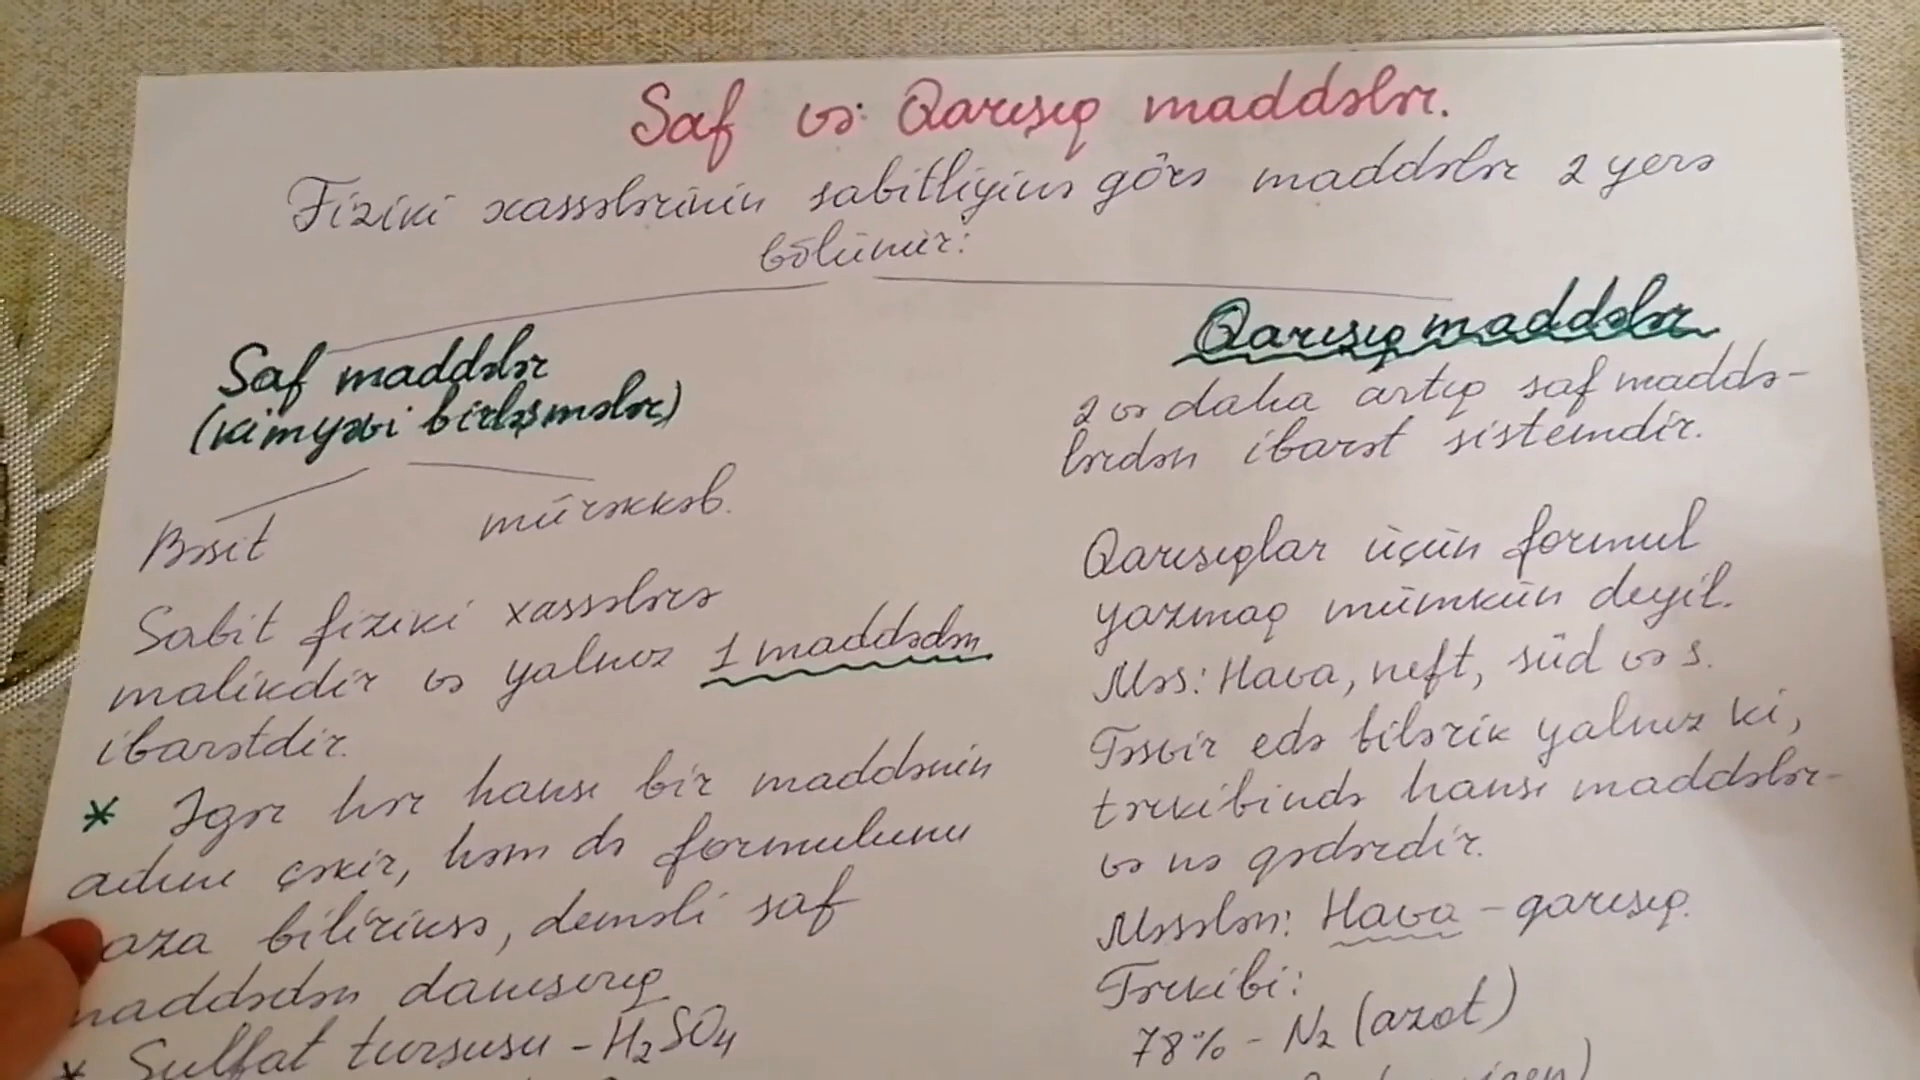 Saf və Qarışıq maddələr.
Fiziki xassələrinin sabitliyinə görə maddələr 2 yerə
bölünür:
Saf maddələr
(kimyəvi birləşmələr)
Bəsit
mürəkkəb.
Sabit fiziki xassələrə
malikdir və yalnız 1 maddədən
ibarətdir.
* Əgər hər hansı bir maddənin
adını çəkir, həm də formulunu
yaza biliriksə, deməli saf
maddədən danışırıq
* Sulfat turşusu - H₂SO₄
Qarışıq maddələr
2 və daha artıq saf maddə-
lərdən ibarət sistemdir.
Qarışıqlar üçün formul
yazmaq mümkün deyil.
Məs: Hava, neft, süd və s.
Təsvir edə bilərik yalnız ki,
tərkibində hansı maddələr-
və nə qədərdir.
Məsələn: Hava - qarışıq.
Tərkibi:
78% - N₂ (azot)